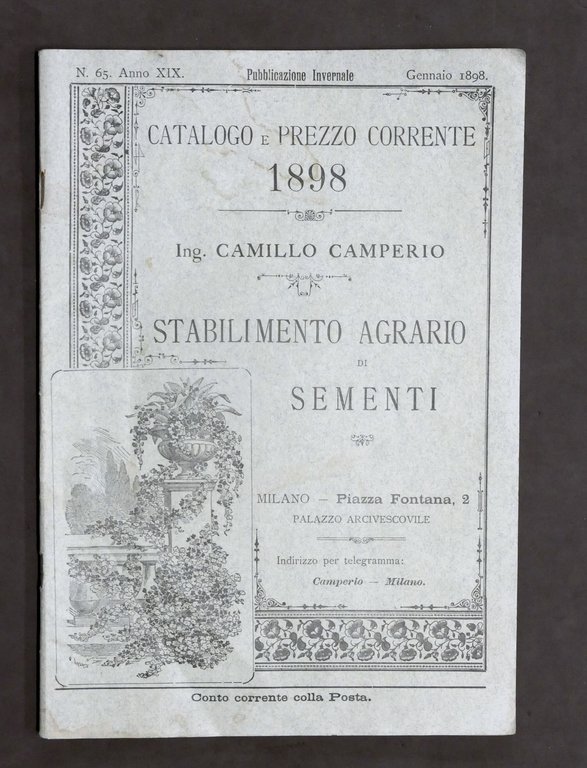 N. 65. Anno XIX. Pubblicazione Invernale Gennaio 1898.
CATALOGO E PREZZO CORRENTE
1898
Ing. CAMILLO CAMPERIO
STABILIMENTO AGRARIO
DI
SEMENTI
MILANO — Piazza Fontana, 2
PALAZZO ARCIVESCOVILE
Indirizzo per telegramma:
Camperio — Milano.
Conto corrente colla Posta.